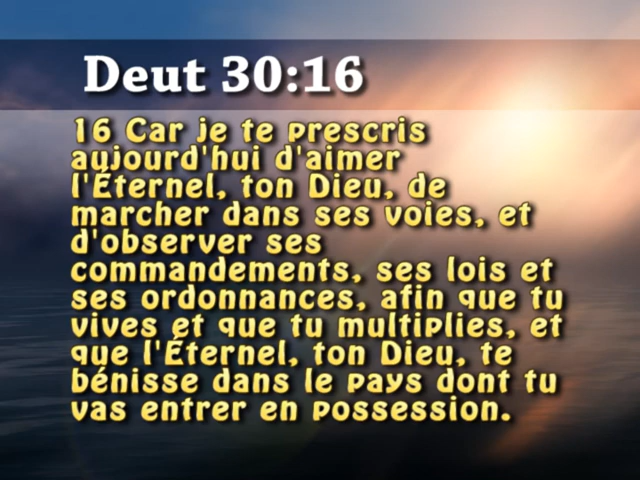 Deut 30:16
16 Car je te prescris
aujourd'hui d'aimer
l'Éternel, ton Dieu, de
marcher dans ses voies, et
d'observer ses
commandements, ses lois et
ses ordonnances, afin que tu
vives et que tu multiplies, et
que l'Éternel, ton Dieu, te
bénisse dans le pays dont tu
vas entrer en possession.